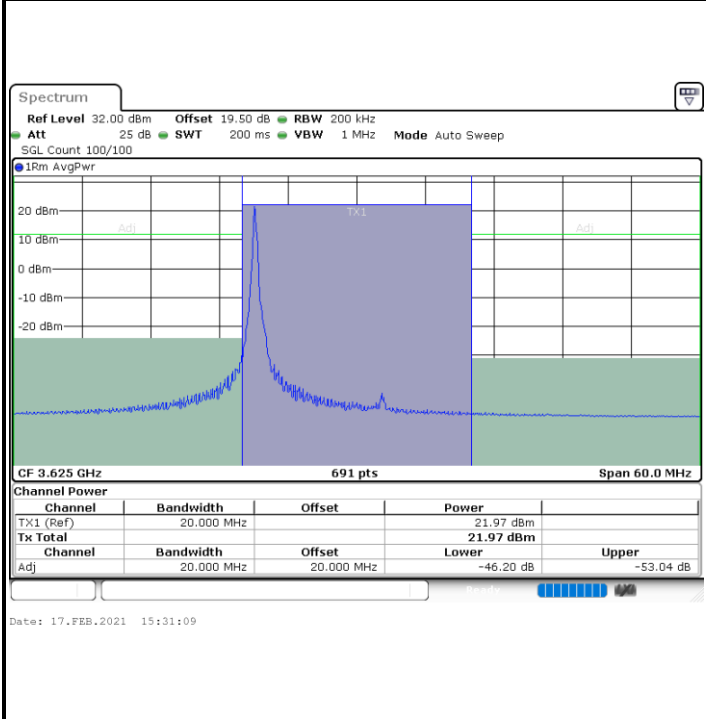 Spectrum
Ref Level 32.00 dBm Offset 19.50 dB RBW 200 kHz
Att 25 dB SWT 200 ms VBW 1 MHz Mode Auto Sweep
SGL Count 100/100
1Rm AvgPwr
TX1
20 dBm
Adj Adj
10 dBm
0 dBm
-10 dBm
-20 dBm
CF 3.625 GHz 691 pts Span 60.0 MHz
Channel Power
Channel Bandwidth Offset Power
TX1 (Ref) 20.000 MHz 21.97 dBm
Tx Total 21.97 dBm
Channel Bandwidth Offset Lower Upper
Adj 20.000 MHz 20.000 MHz -46.20 dB -53.04 dB
Ready
Date: 17.FEB.2021 15:31:09